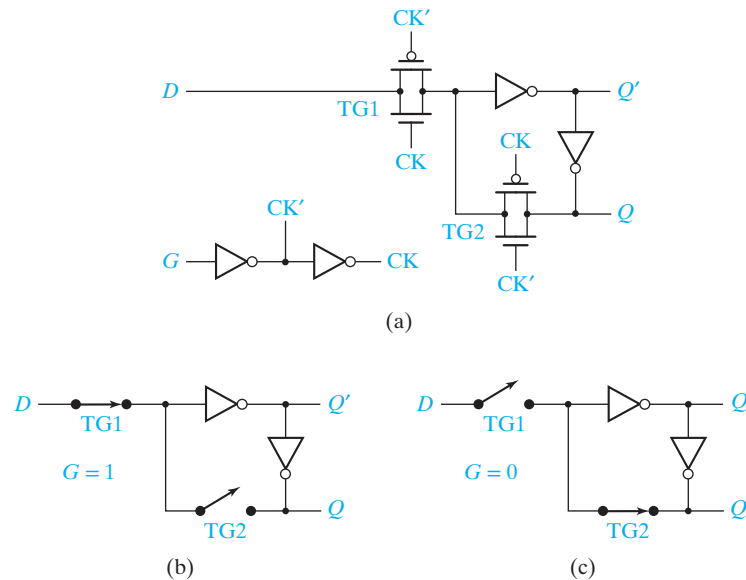 CK′
D
Q′
TG1
CK
CK
CK′
TG2
Q
G
CK
CK′
(a)
D
TG1
Q′
G = 1
TG2
Q
(b)
D
TG1
Q
G = 0
TG2
Q
(c)